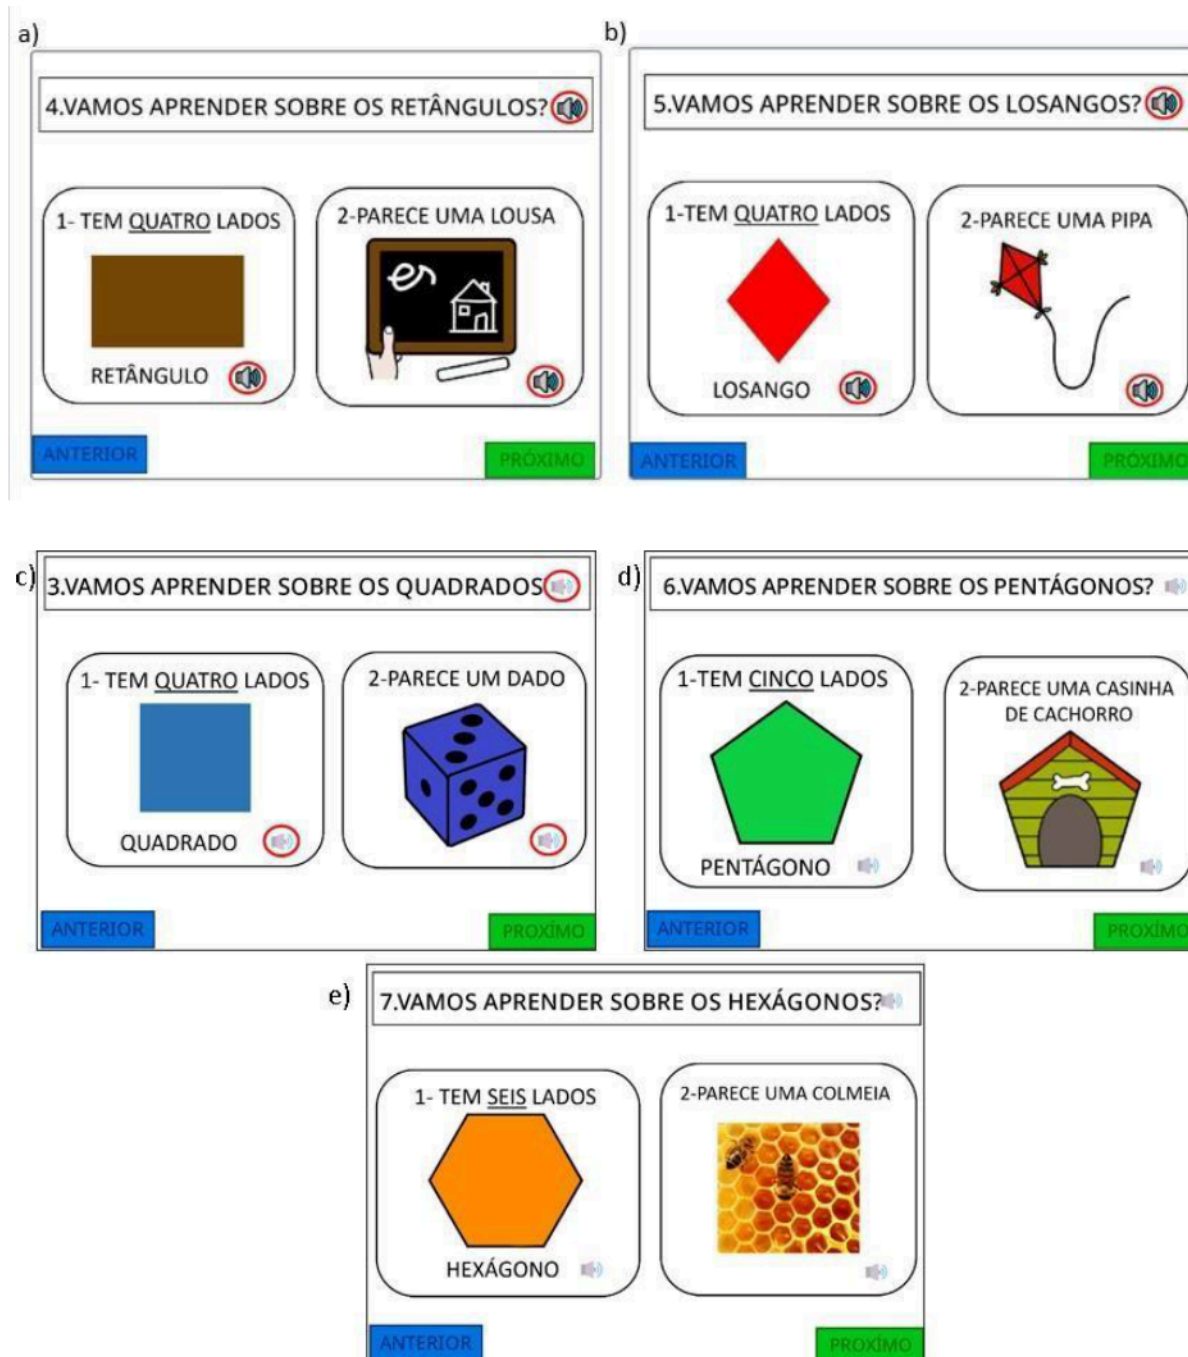 a)
4.VAMOS APRENDER SOBRE OS RETÂNGULOS?
1- TEM QUATRO LADOS
RETÂNGULO
2-PARECE UMA LOUSA
ANTERIOR
PRÓXIMO
b)
5.VAMOS APRENDER SOBRE OS LOSANGOS?
1-TEM QUATRO LADOS
LOSANGO
2-PARECE UMA PIPA
ANTERIOR
PRÓXIMO
c)
3.VAMOS APRENDER SOBRE OS QUADRADOS
1- TEM QUATRO LADOS
QUADRADO
2-PARECE UM DADO
ANTERIOR
PROXÍMO
d)
6.VAMOS APRENDER SOBRE OS PENTÁGONOS?
1-TEM CINCO LADOS
PENTÁGONO
2-PARECE UMA CASINHA
DE CACHORRO
ANTERIOR
PROXÍMO
e)
7.VAMOS APRENDER SOBRE OS HEXÁGONOS?
1- TEM SEIS LADOS
HEXÁGONO
2-PARECE UMA COLMEIA
ANTERIOR
PROXÍMO